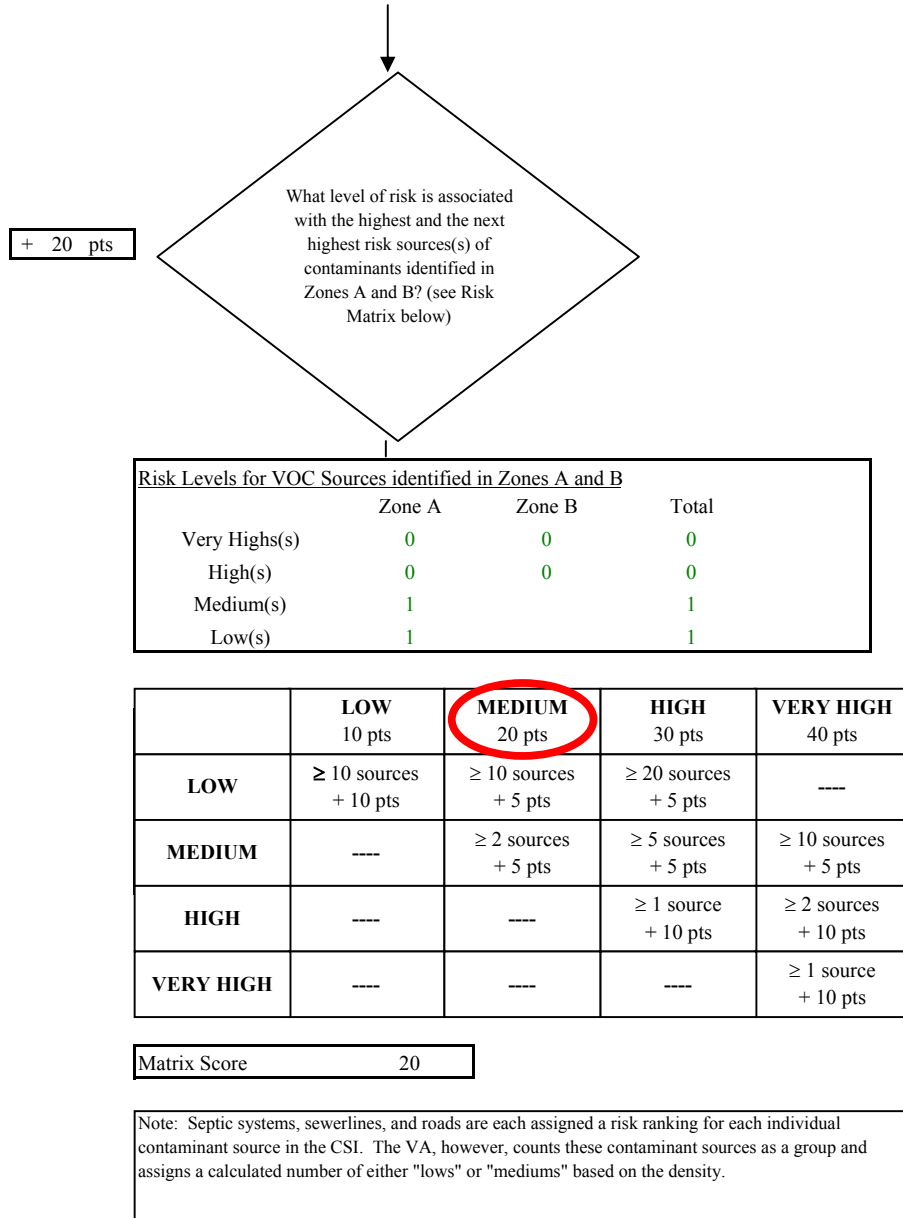 What level of risk is associated
with the highest and the next
highest risk sources(s) of
contaminants identified in
Zones A and B? (see Risk
Matrix below)
+ 20 pts
Risk Levels for VOC Sources identified in Zones A and B
Zone A Zone B Total
Very Highs(s) 0 0 0
High(s) 0 0 0
Medium(s) 1 1
Low(s) 1 1
LOW MEDIUM HIGH VERY HIGH
10 pts 20 pts 30 pts 40 pts
LOW ≥ 10 sources ≥ 10 sources ≥ 20 sources ----
+ 10 pts + 5 pts + 5 pts
MEDIUM ---- ≥ 2 sources ≥ 5 sources ≥ 10 sources
+ 5 pts + 5 pts + 5 pts
HIGH ---- ---- ≥ 1 source ≥ 2 sources
+ 10 pts + 10 pts
VERY HIGH ---- ---- ---- ≥ 1 source
+ 10 pts
Matrix Score 20
Note: Septic systems, sewerlines, and roads are each assigned a risk ranking for each individual
contaminant source in the CSI. The VA, however, counts these contaminant sources as a group and
assigns a calculated number of either "lows" or "mediums" based on the density.